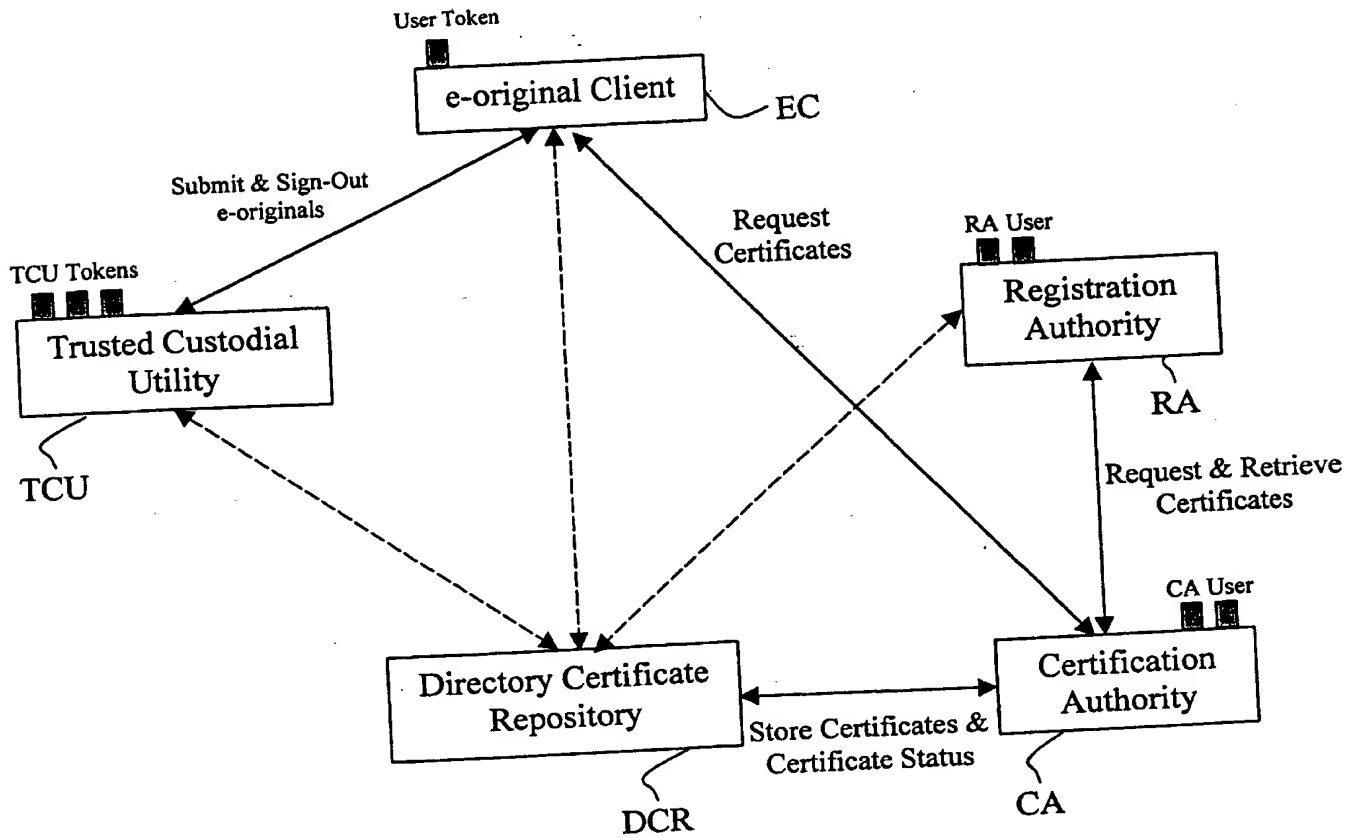 User Token
e-original Client
EC
Submit & Sign-Out
e-originals
Request
Certificates
RA User
Registration
Authority
RA
TCU Tokens
Trusted Custodial
Utility
TCU
Request & Retrieve
Certificates
CA User
Certification
Authority
CA
Directory Certificate
Repository
DCR
Store Certificates &
Certificate Status